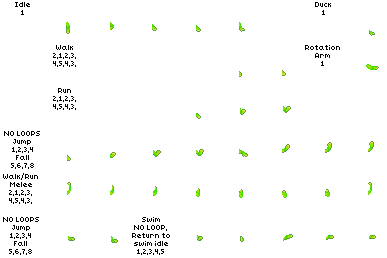 Idle
1
Duck
1
Walk
2,1,2,3,
4,5,4,3,
Rotation
Arm
1
Run
2,1,2,3,
4,5,4,3,
NO LOOPS
Jump
1,2,3,4
Fall
5,6,7,8
Walk/Run
Melee
2,1,2,3,
4,5,4,3,
NO LOOPS
Jump
1,2,3,4
Fall
5,6,7,8
Swim
NO LOOP,
Return to
swim idle
1,2,3,4,5